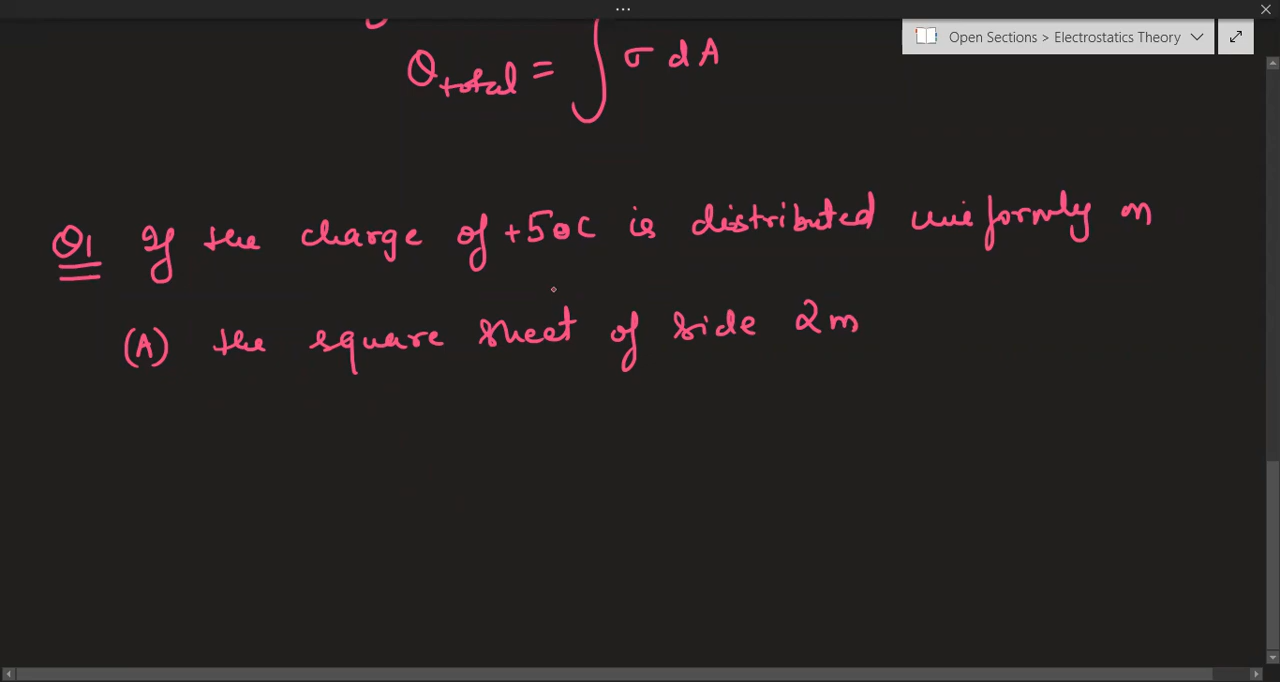 Open Sections > Electrostatics Theory
Q total = ∫ σ dA
Q1 If the charge of +50C is distributed uniformly on
(A) the square sheet of side 2m